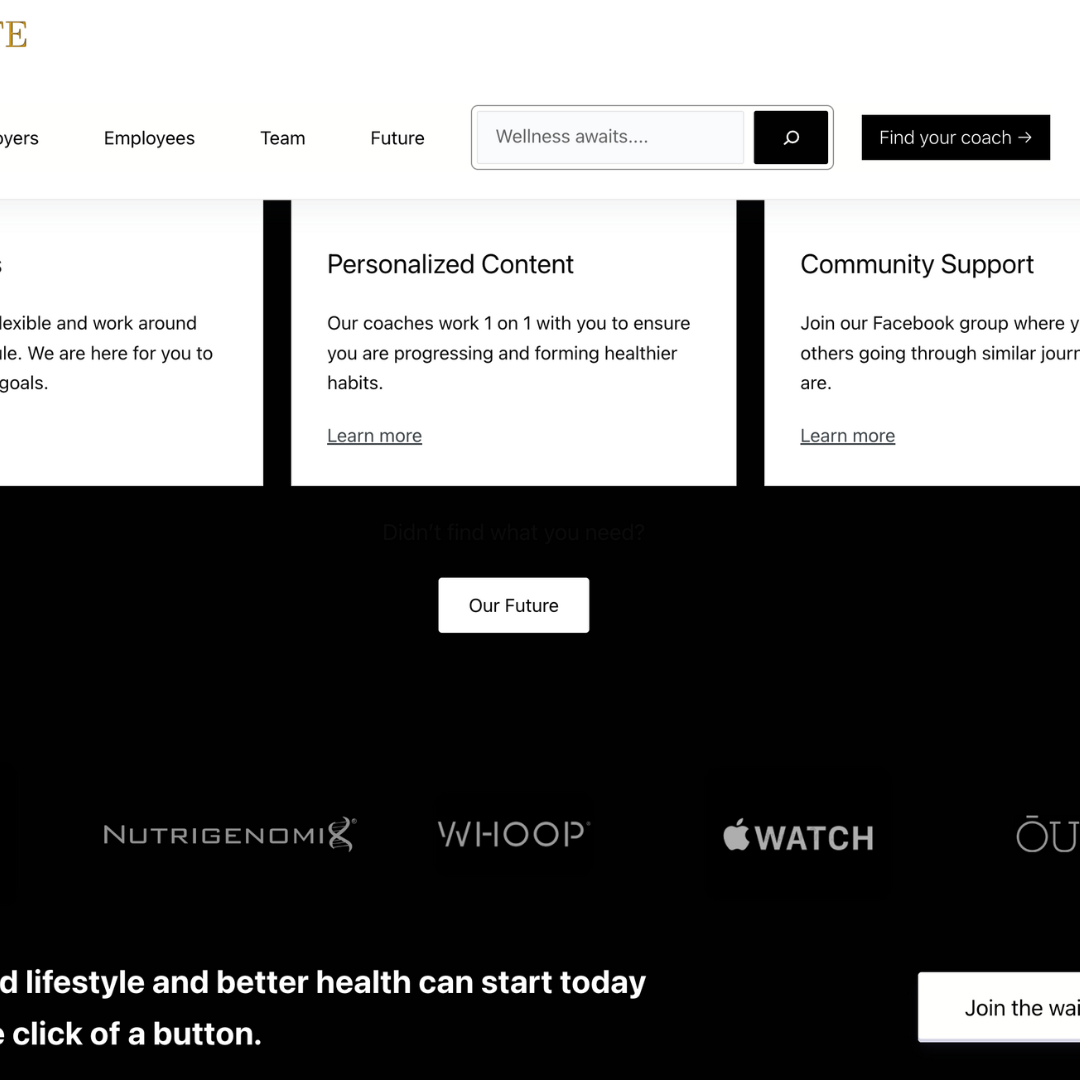 TE
oyers
Employees
Team
Future
Wellness awaits....
Find your coach →
s
lexible and work around
ule. We are here for you to
goals.
Personalized Content
Our coaches work 1 on 1 with you to ensure
you are progressing and forming healthier
habits.
Learn more
Community Support
Join our Facebook group where y
others going through similar journ
are.
Learn more
Didn't find what you need?
Our Future
NUTRIGENOMIX®
WHOOP
WATCH
ŌU
d lifestyle and better health can start today
e click of a button.
Join the wai